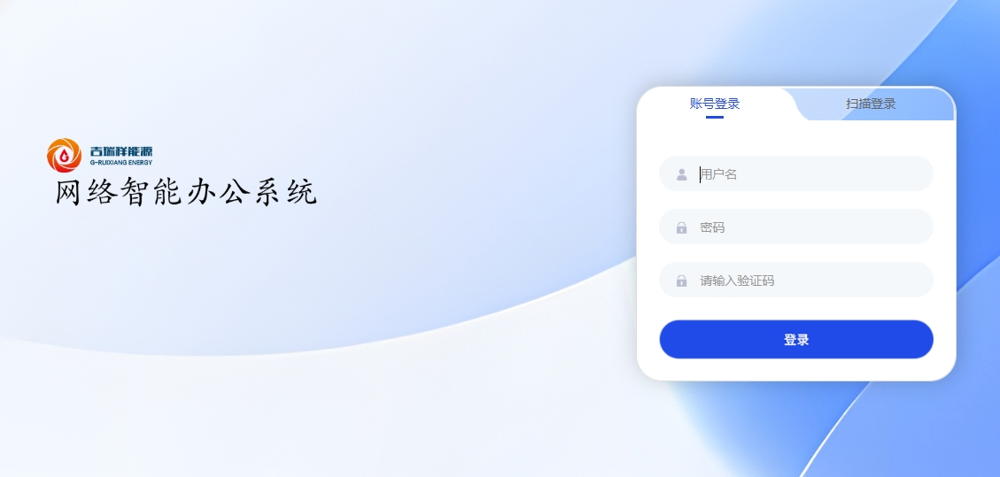 吉瑞祥能源
G-RUIXIANG ENERGY
网络智能办公系统
账号登录
扫描登录
用户名
密码
请输入验证码
登录